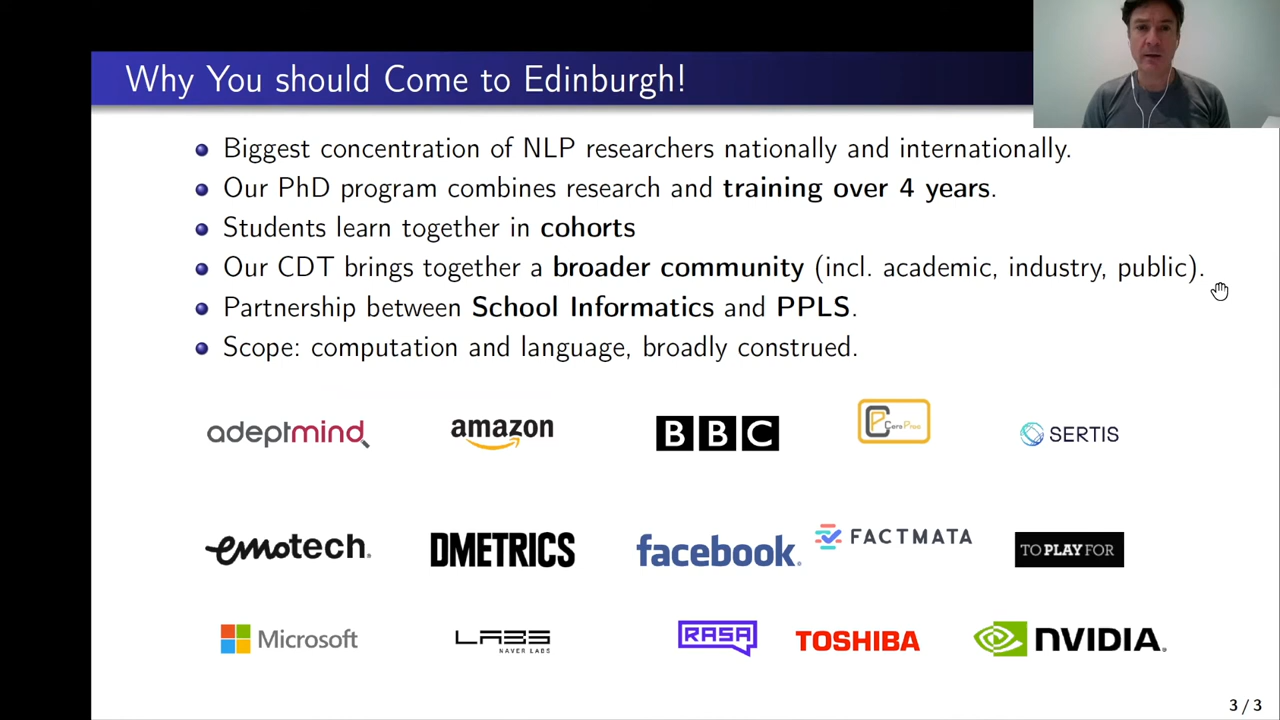 Why You should Come to Edinburgh!
Biggest concentration of NLP researchers nationally and internationally.
Our PhD program combines research and training over 4 years.
Students learn together in cohorts
Our CDT brings together a broader community (incl. academic, industry, public).
Partnership between School Informatics and PPLS.
Scope: computation and language, broadly construed.
adeptmind
amazon
BBC
SERTIS
emotech
DMETRICS
facebook
FACTMATA
TO PLAY FOR
Microsoft
LABS
NAVER LABS
RASA
TOSHIBA
NVIDIA
3 / 3